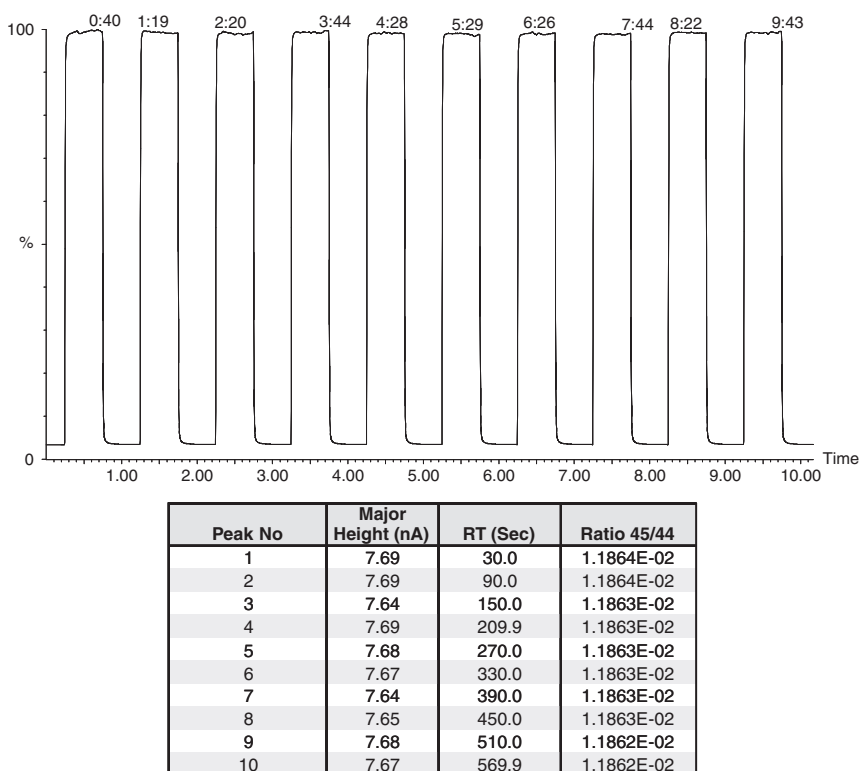 0:40 1:19 2:20 3:44 4:28 5:29 6:26 7:44 8:22 9:43
100
%
0
Time
1.00 2.00 3.00 4.00 5.00 6.00 7.00 8.00 9.00 10.00
Peak No Major Height (nA) RT (Sec) Ratio 45/44
1 7.69 30.0 1.1864E-02
2 7.69 90.0 1.1864E-02
3 7.64 150.0 1.1863E-02
4 7.69 209.9 1.1863E-02
5 7.68 270.0 1.1863E-02
6 7.67 330.0 1.1863E-02
7 7.64 390.0 1.1863E-02
8 7.65 450.0 1.1863E-02
9 7.68 510.0 1.1862E-02
10 7.67 569.9 1.1862E-02